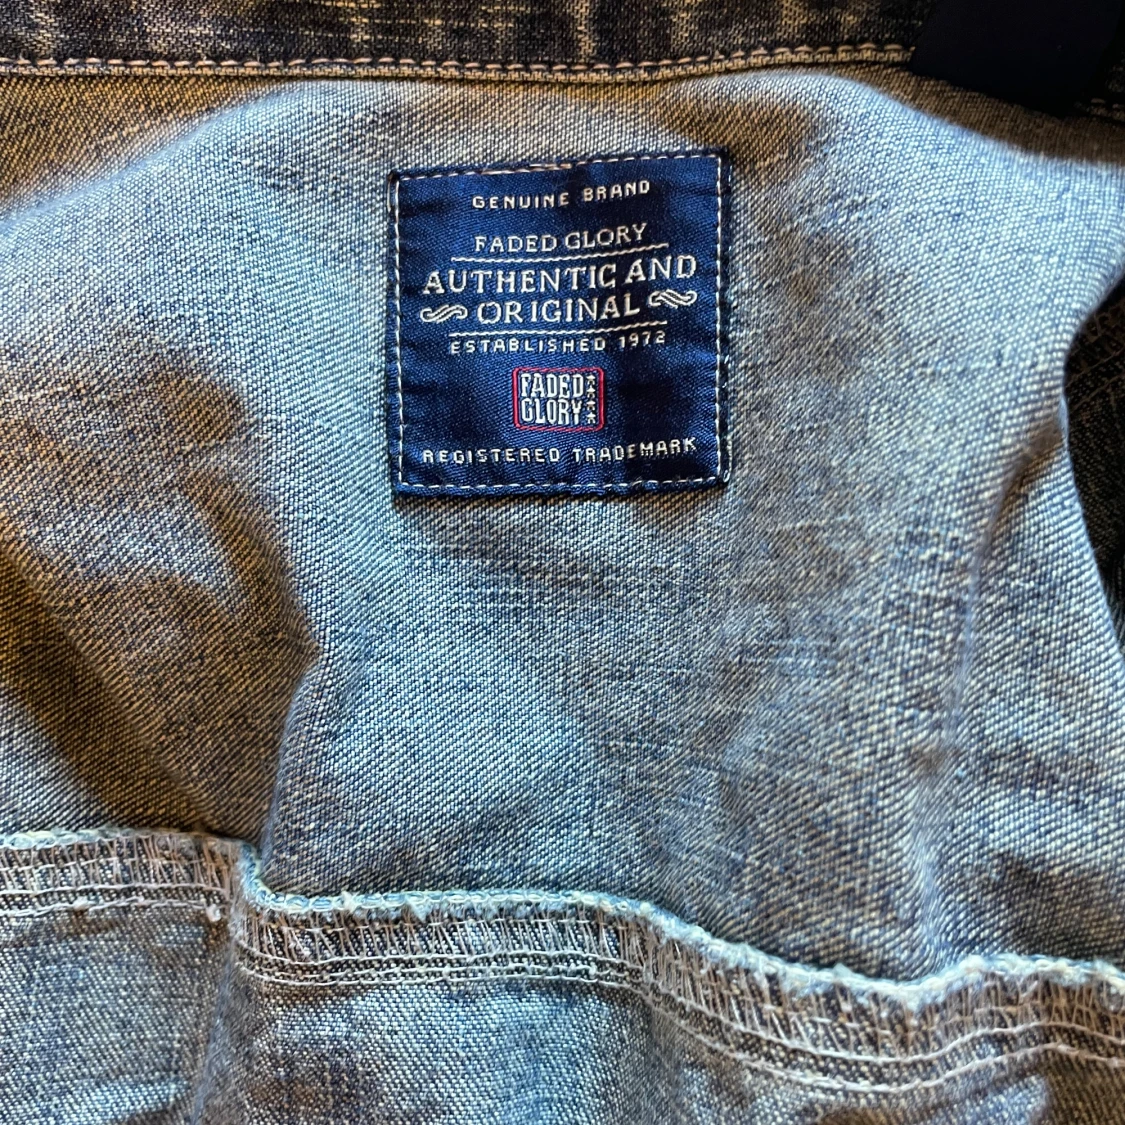 GENUINE BRAND
FADED GLORY
AUTHENTIC AND
ORIGINAL
ESTABLISHED 1972
FADED
GLORY
REGISTERED TRADEMARK